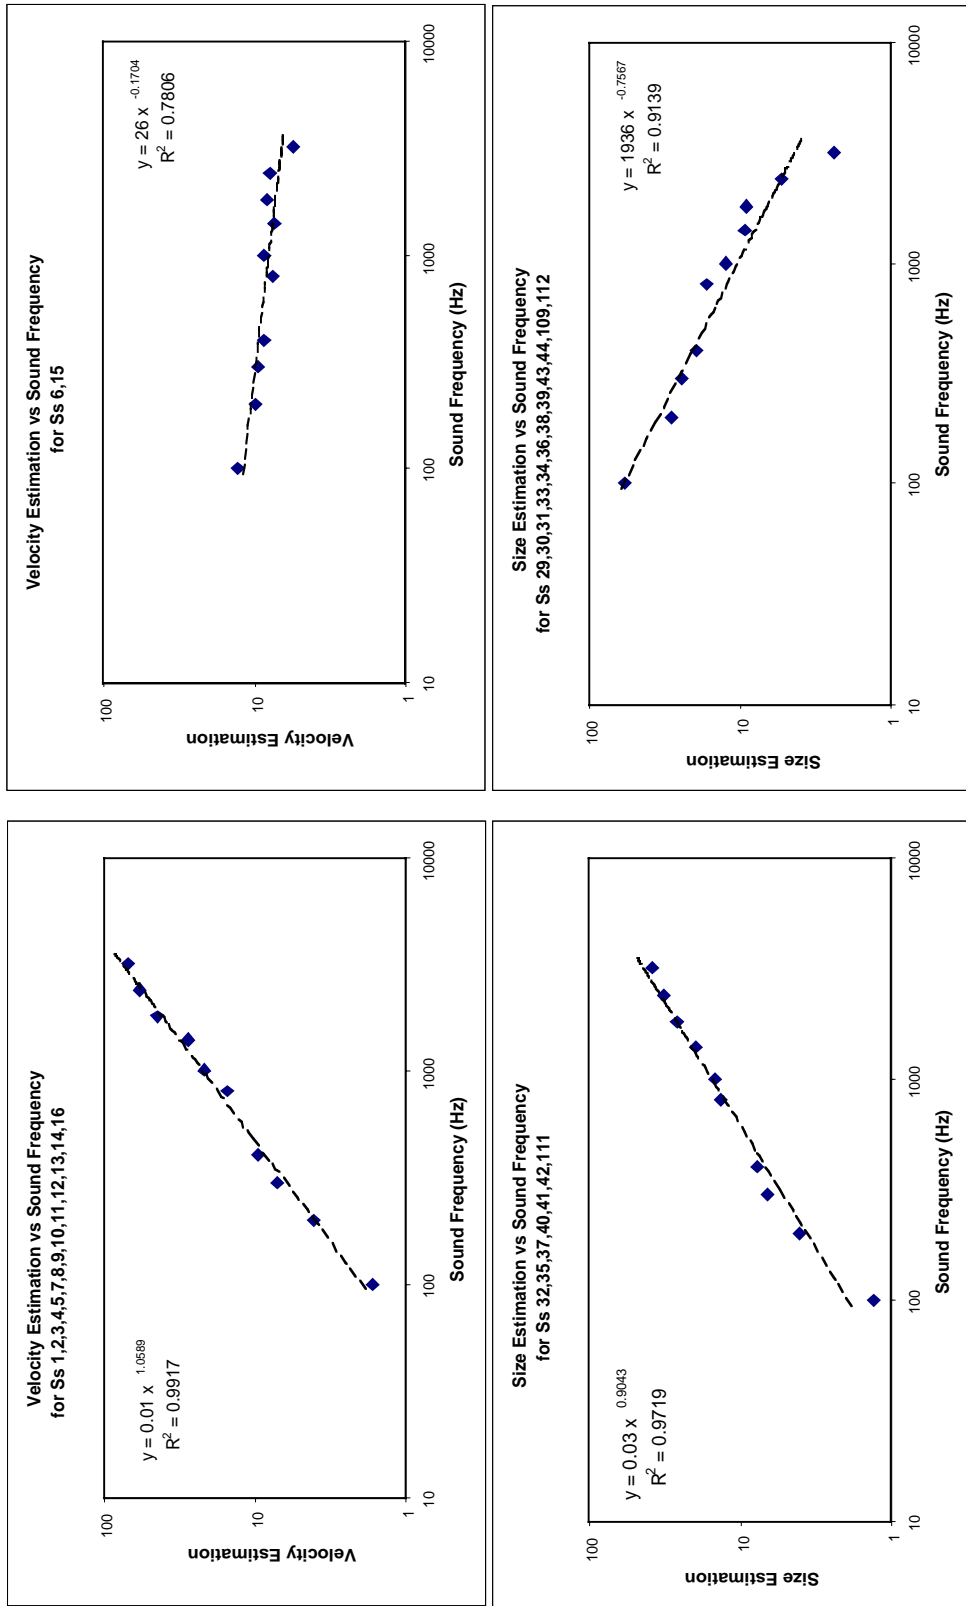 Velocity Estimation vs Sound Frequency
for Ss 1,2,3,4,5,7,8,9,10,11,12,13,14,16
y = 0.01 x 1.0589
R2 = 0.9917
Velocity Estimation
100
10
1
10
100
1000
10000
Sound Frequency (Hz)
Velocity Estimation vs Sound Frequency
for Ss 6,15
y = 26 x -0.1704
R2 = 0.7806
Velocity Estimation
100
10
1
10
100
1000
10000
Sound Frequency (Hz)
Size Estimation vs Sound Frequency
for Ss 32,35,37,40,41,42,111
y = 0.03 x 0.9043
R2 = 0.9719
Size Estimation
100
10
1
10
100
1000
10000
Sound Frequency (Hz)
Size Estimation vs Sound Frequency
for Ss 29,30,31,33,34,36,38,39,43,44,109,112
y = 1936 x -0.7567
R2 = 0.9139
Size Estimation
100
10
1
10
100
1000
10000
Sound Frequency (Hz)